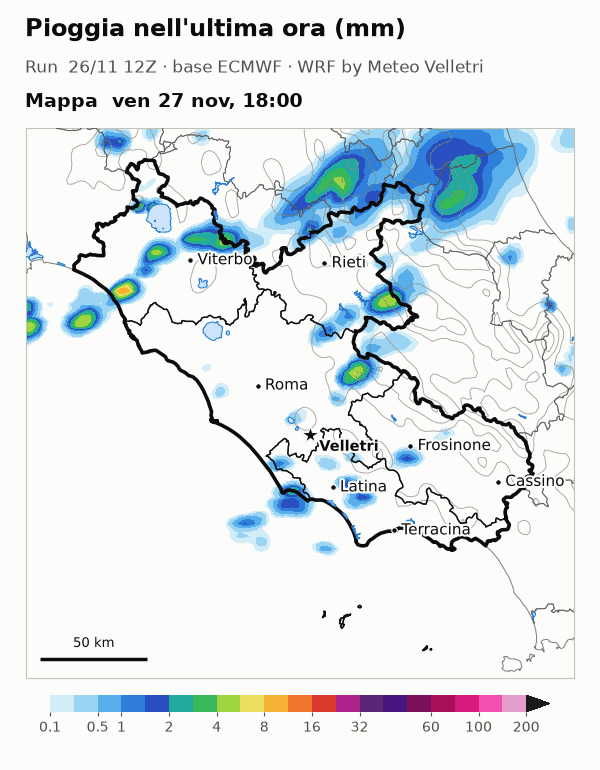 Pioggia nell'ultima ora (mm)
Run  26/11 12Z · base ECMWF · WRF by Meteo Velletri
Mappa  ven 27 nov, 18:00
Viterbo
Rieti
Roma
Velletri
Frosinone
Latina
Cassino
Terracina
50 km
0.1 0.5 1 2 4 8 16 32 60 100 200